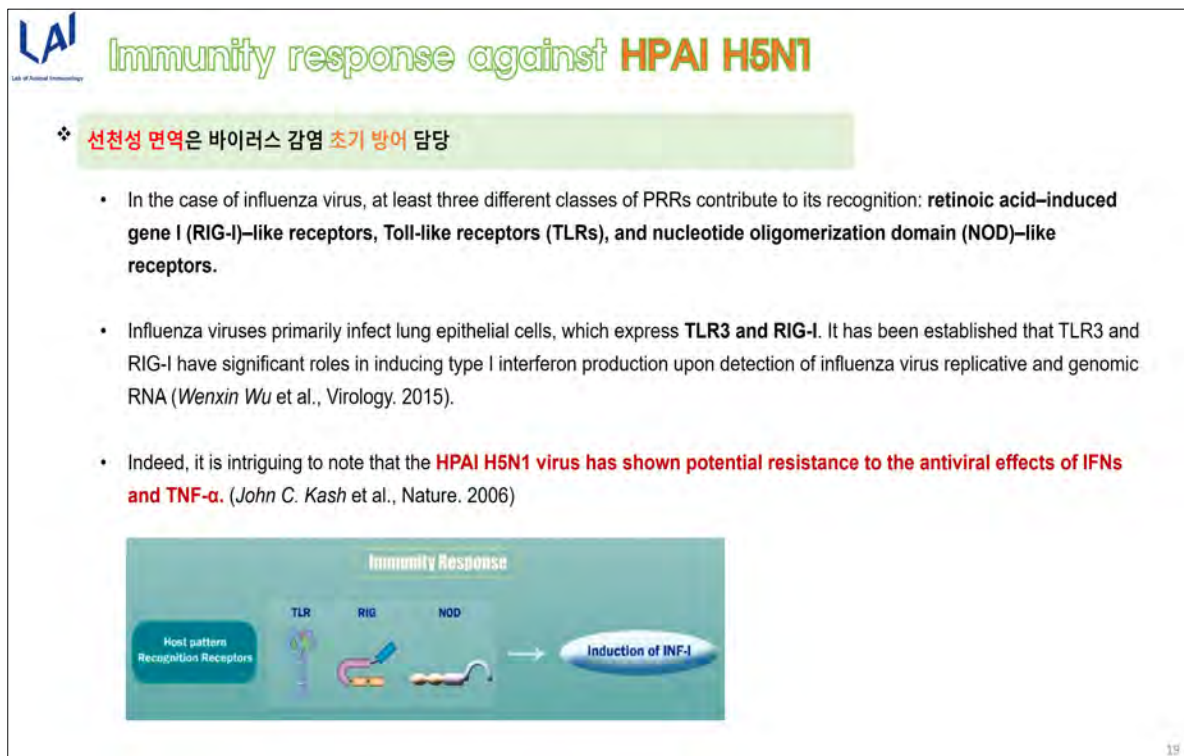 LAI
Lab of Animal Immunology
Immunity response against HPAI H5N1
❖ 선천성 면역은 바이러스 감염 초기 방어 담당
• In the case of influenza virus, at least three different classes of PRRs contribute to its recognition: retinoic acid–induced
gene I (RIG-I)–like receptors, Toll-like receptors (TLRs), and nucleotide oligomerization domain (NOD)–like
receptors.
• Influenza viruses primarily infect lung epithelial cells, which express TLR3 and RIG-I. It has been established that TLR3 and
RIG-I have significant roles in inducing type I interferon production upon detection of influenza virus replicative and genomic
RNA (Wenxin Wu et al., Virology. 2015).
• Indeed, it is intriguing to note that the HPAI H5N1 virus has shown potential resistance to the antiviral effects of IFNs
and TNF-α. (John C. Kash et al., Nature. 2006)
Immunity Response
TLR RIG NOD
Host pattern
Recognition Receptors
Induction of INF-I
19